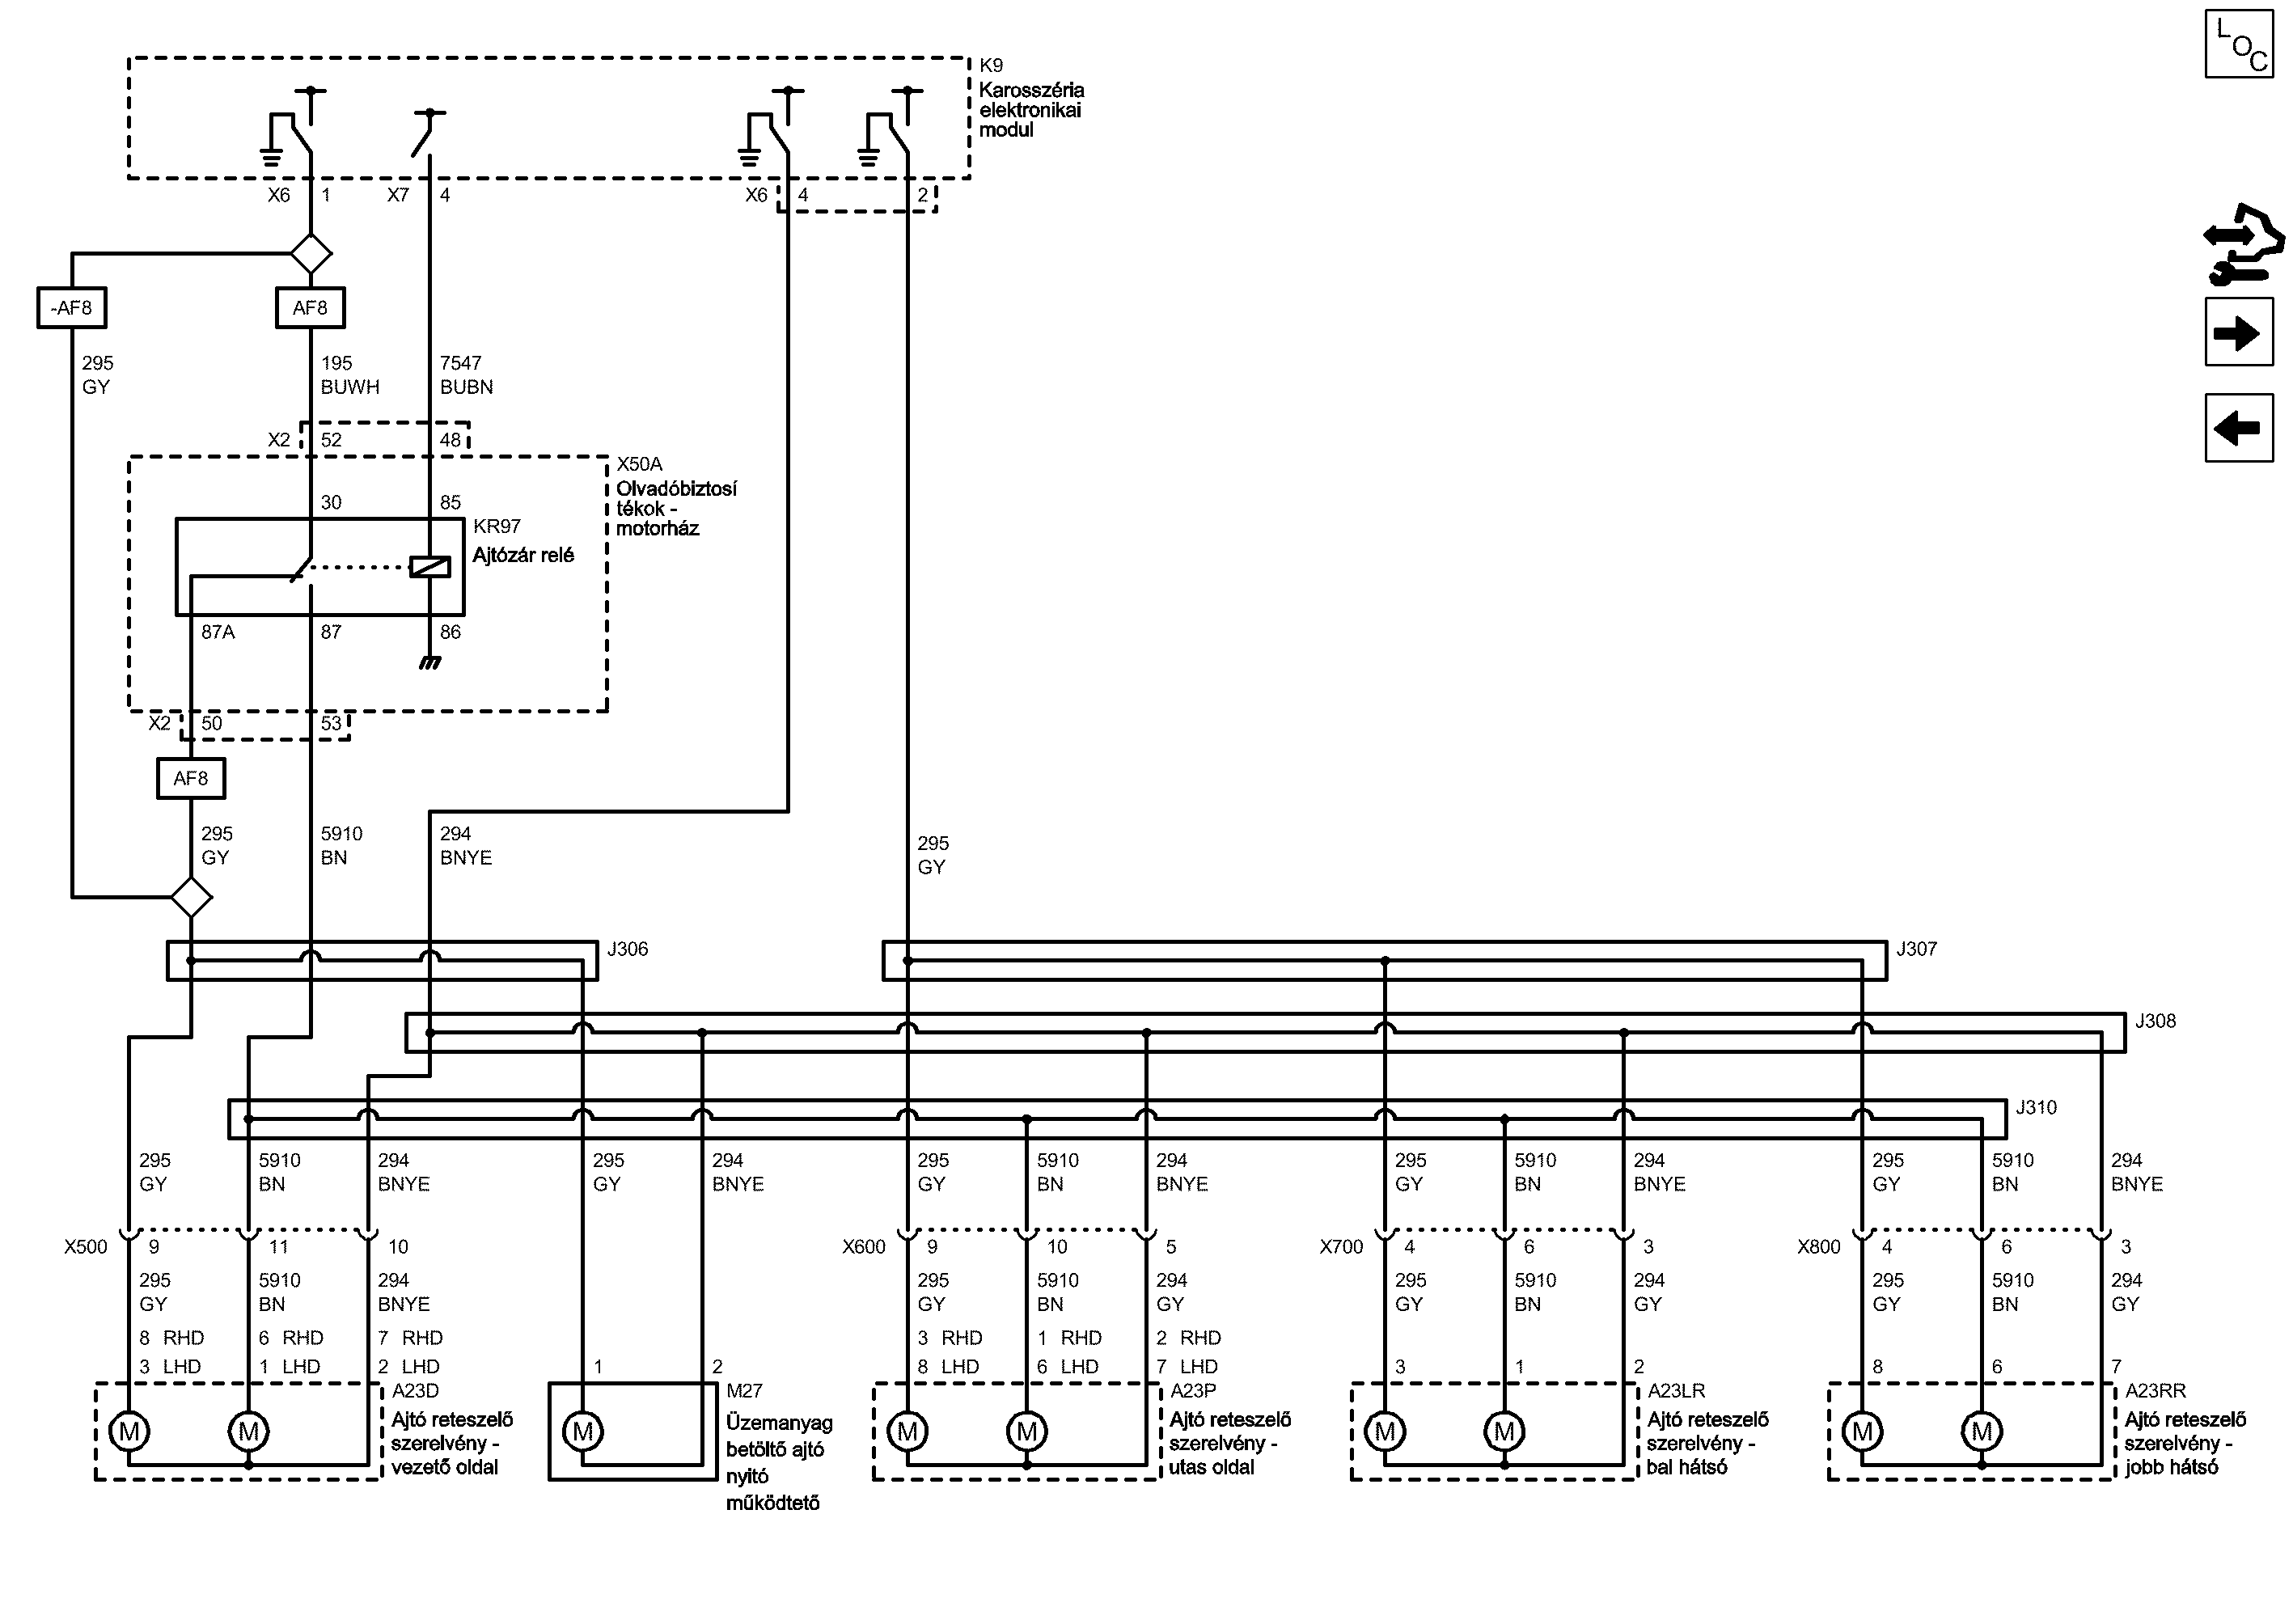 LOC
K9
Karosszéria
elektronikai
modul
X6 1 X7 4 X6 4 2
-AF8 AF8
295 195 7547
GY BUWH BUBN
X2 52 48
X50A
Olvadóbiztosí
tékok -
motorház
30 85
KR97
Ajtózár relé
87A 87 86
X2 50 53
AF8
295 5910 294 295
GY BN BNYE GY
J306 J307
J308
J310
295 5910 294 295 294 295 5910 294 295 5910 294 295 5910 294
GY BN BNYE GY BNYE GY BN BNYE GY BN BNYE GY BN BNYE
X500 9 11 10 X600 9 10 5 X700 4 6 3 X800 4 6 3
295 5910 294 295 5910 294 295 5910 294 295 5910 294
GY BN BNYE GY BN GY GY BN GY GY BN GY
8 RHD 6 RHD 7 RHD 3 RHD 1 RHD 2 RHD
3 LHD 1 LHD 2 LHD 1 2 8 LHD 6 LHD 7 LHD 3 1 2 8 6 7
M M M M M M M M M
A23D
Ajtó reteszelő
szerelvény -
vezető oldal
M27
Üzemanyag
betöltő ajtó
nyitó
működtető
A23P
Ajtó reteszelő
szerelvény -
utas oldal
A23LR
Ajtó reteszelő
szerelvény -
bal hátsó
A23RR
Ajtó reteszelő
szerelvény -
jobb hátsó